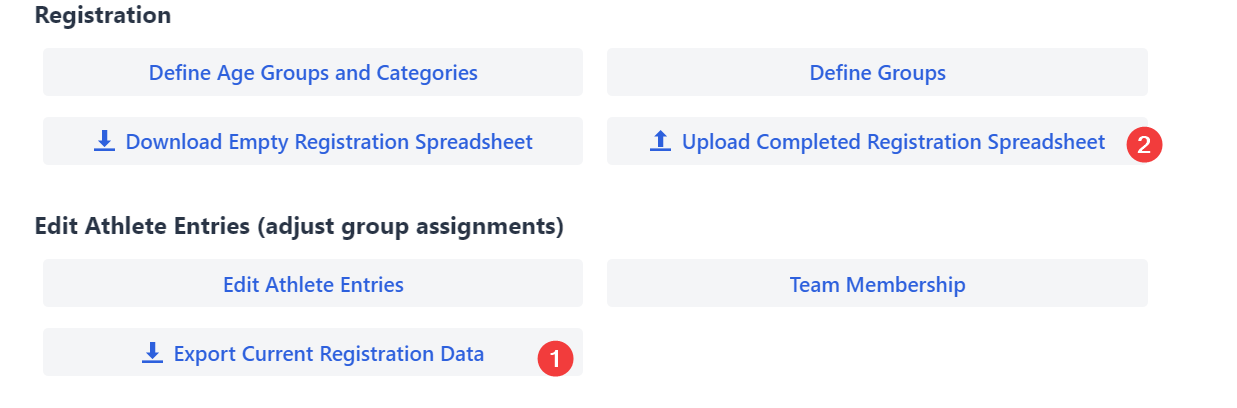 Registration
Define Age Groups and Categories
Define Groups
Download Empty Registration Spreadsheet
Upload Completed Registration Spreadsheet
2
Edit Athlete Entries (adjust group assignments)
Edit Athlete Entries
Team Membership
Export Current Registration Data
1